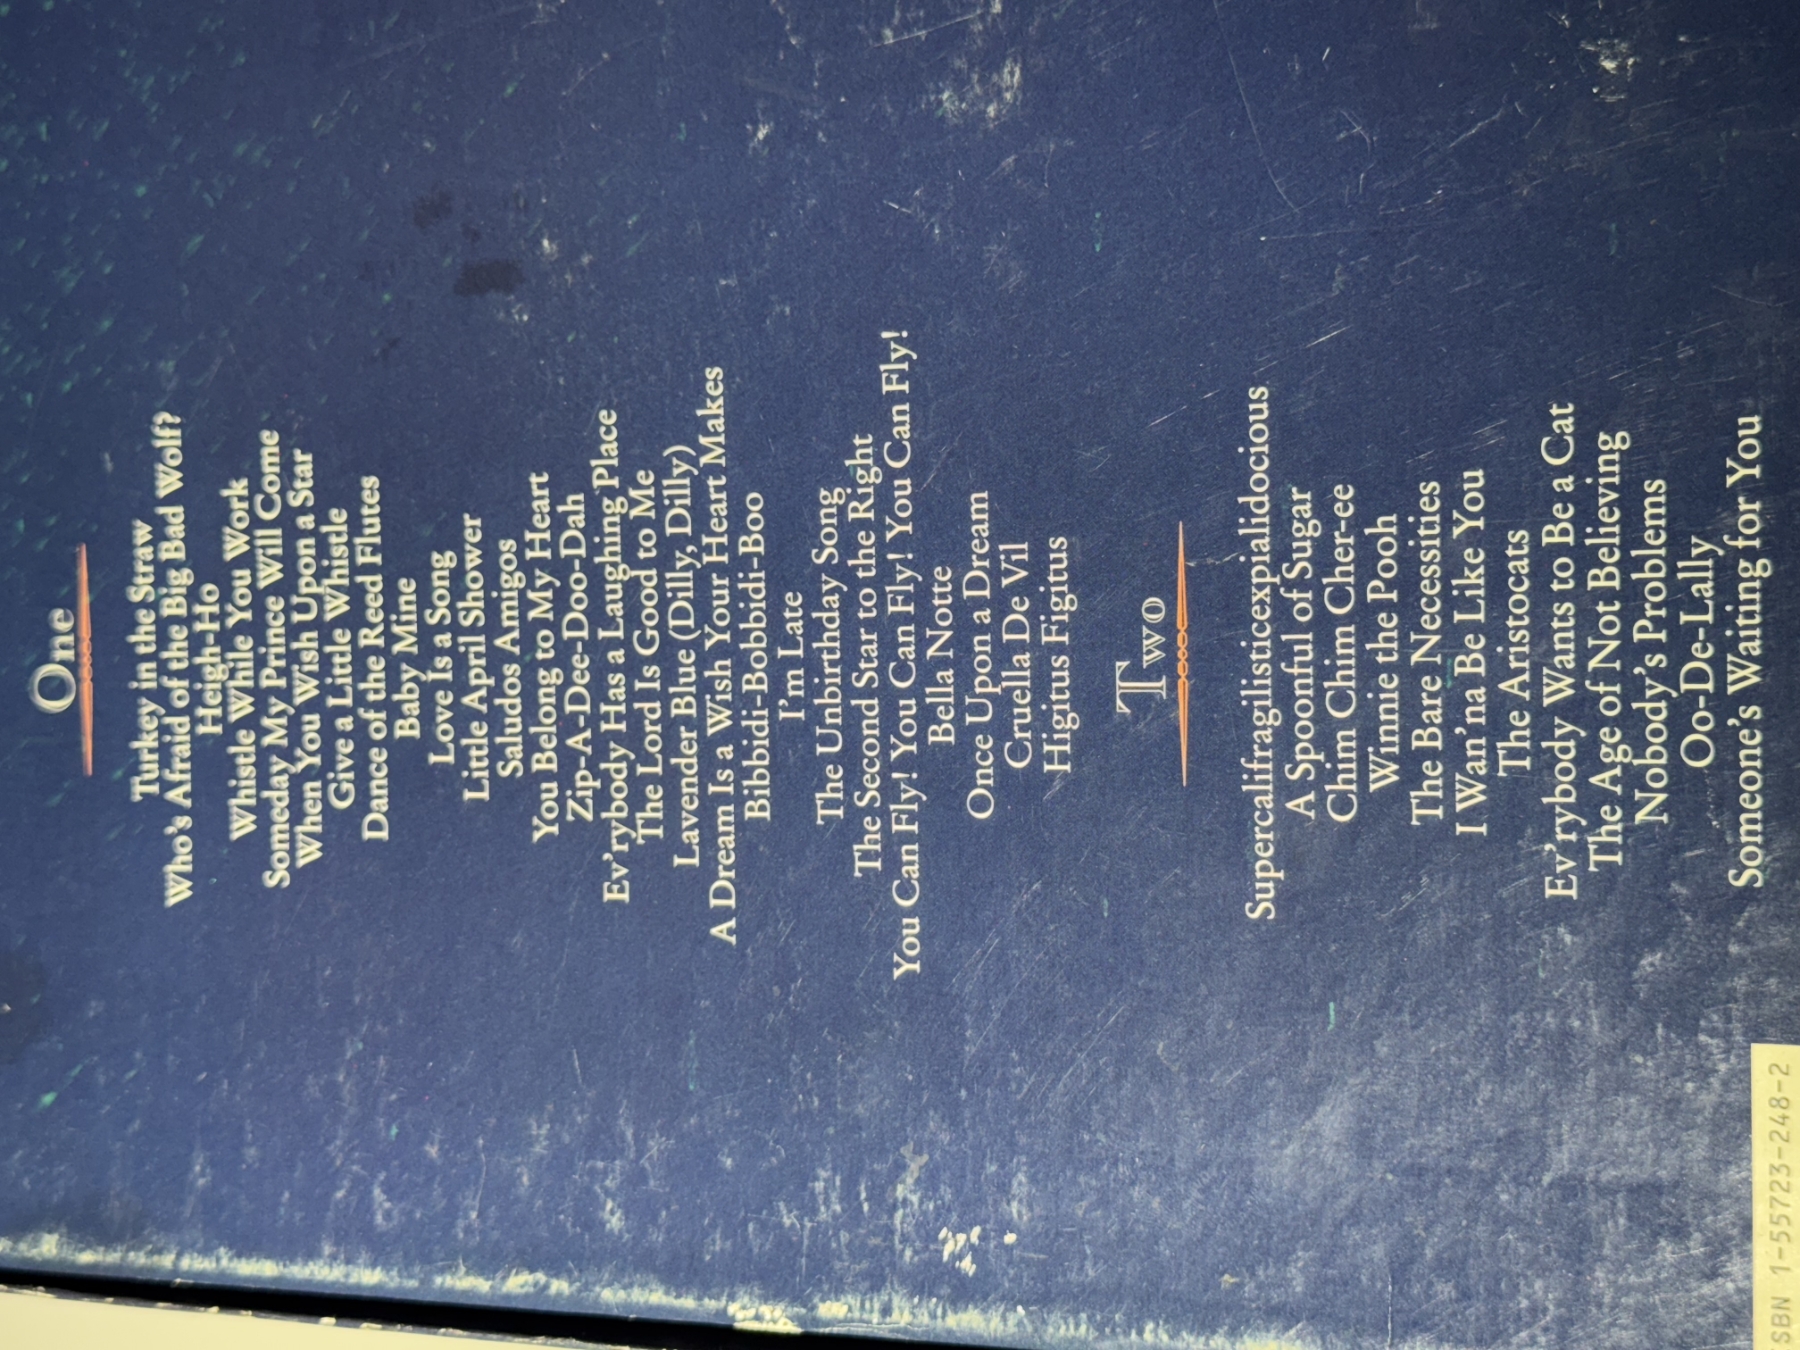 One
Turkey in the Straw
Who's Afraid of the Big Bad Wolf?
Heigh-Ho
Whistle While You Work
Someday My Prince Will Come
When You Wish Upon a Star
Give a Little Whistle
Dance of the Reed Flutes
Baby Mine
Love Is a Song
Little April Shower
Saludos Amigos
You Belong to My Heart
Zip-A-Dee-Doo-Dah
Ev'rybody Has a Laughing Place
The Lord Is Good to Me
Lavender Blue (Dilly, Dilly)
A Dream Is a Wish Your Heart Makes
Bibbidi-Bobbidi-Boo
I'm Late
The Unbirthday Song
The Second Star to the Right
You Can Fly! You Can Fly! You Can Fly!
Bella Notte
Once Upon a Dream
Cruella De Vil
Higitus Figitus
Two
Supercalifragilisticexpialidocious
A Spoonful of Sugar
Chim Chim Cher-ee
Winnie the Pooh
The Bare Necessities
I Wan'na Be Like You
The Aristocats
Ev'rybody Wants to Be a Cat
The Age of Not Believing
Nobody's Problems
Oo-De-Lally
Someone's Waiting for You
SBN 1-55723-248-2